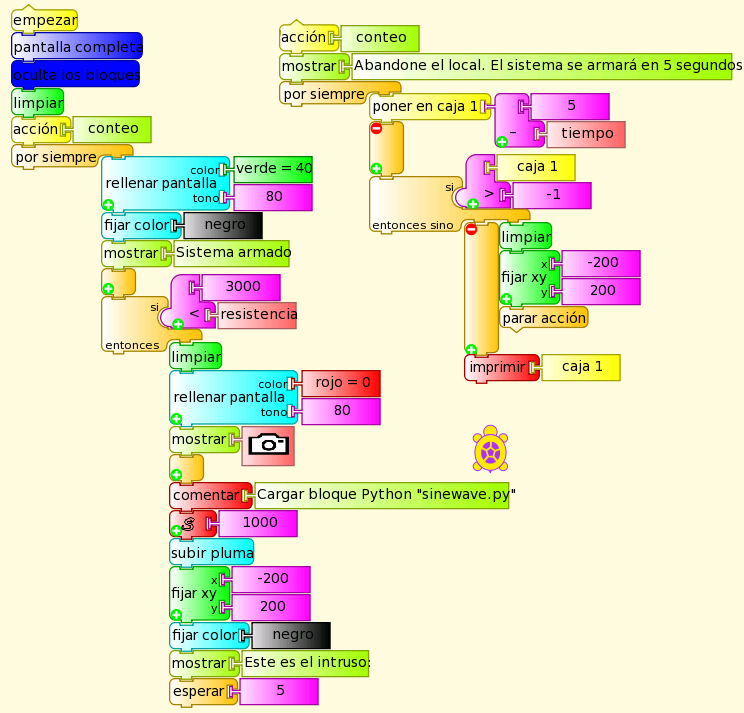 empezar
pantalla completa
oculta los bloques
limpiar
acción conteo
por siempre
color verde = 40
rellenar pantalla
tono 80
fijar color negro
mostrar Sistema armado
si 3000
< resistencia
entonces
limpiar
color rojo = 0
rellenar pantalla
tono 80
mostrar
comentar Cargar bloque Python "sinewave.py"
1000
subir pluma
x -200
fijar xy
y 200
fijar color negro
mostrar Este es el intruso:
esperar 5
acción conteo
mostrar Abandone el local. El sistema se armará en 5 segundos
por siempre
poner en caja 1 5
− tiempo
caja 1
si
> -1
entonces sino
limpiar
x -200
fijar xy
y 200
parar acción
imprimir caja 1